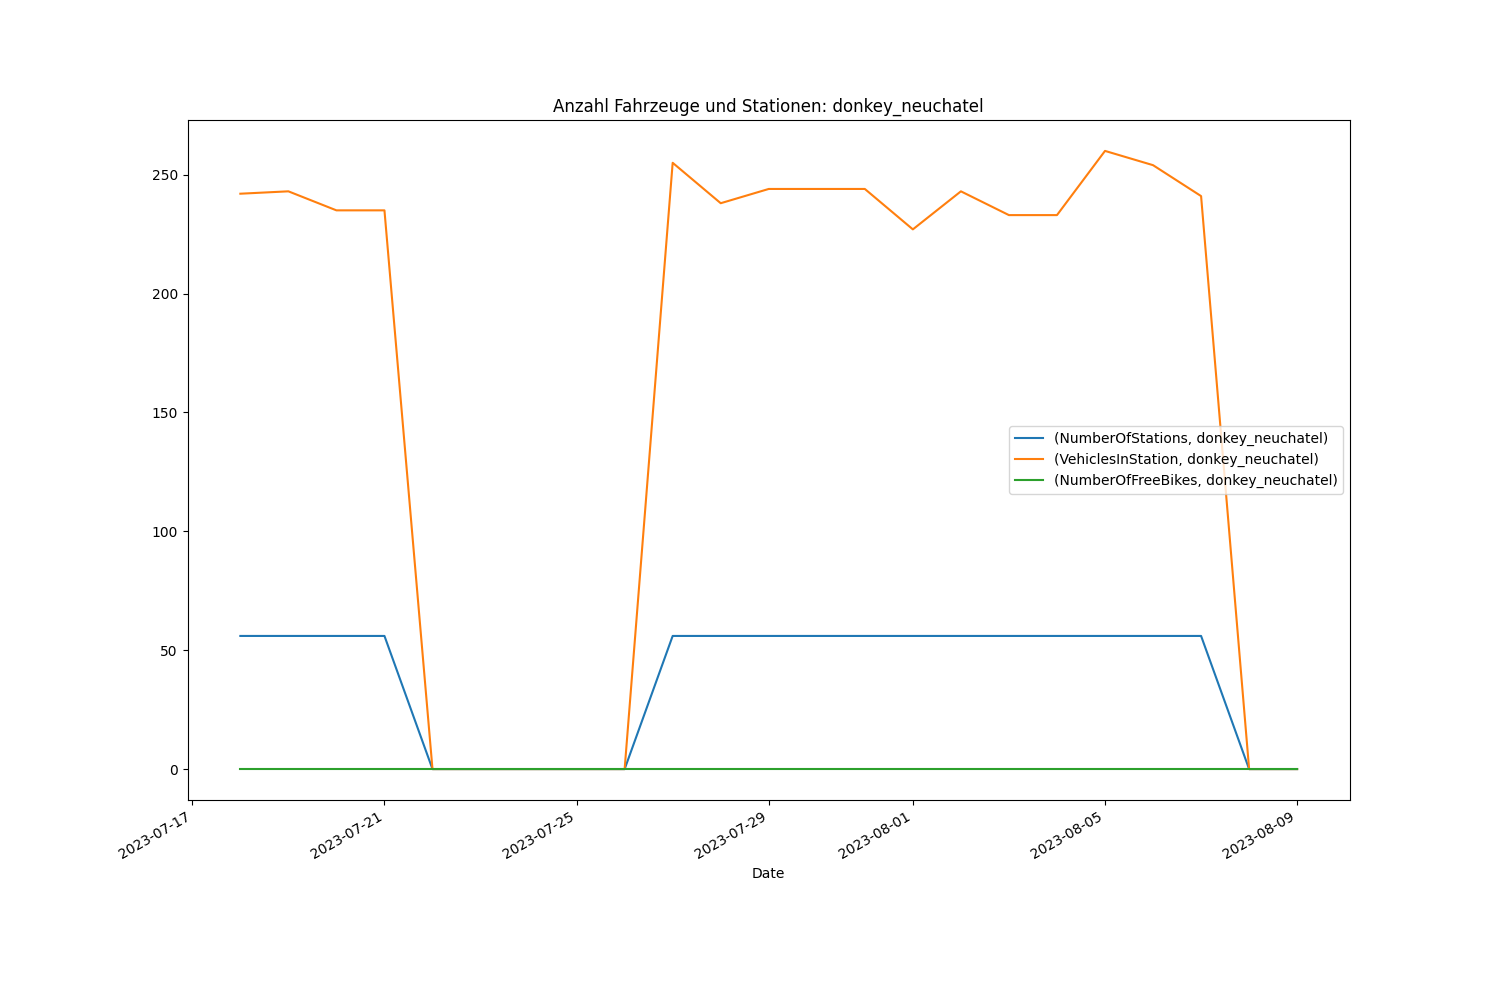 Anzahl Fahrzeuge und Stationen: donkey_neuchatel
250
200
150
100
50
0
(NumberOfStations, donkey_neuchatel)
(VehiclesInStation, donkey_neuchatel)
(NumberOfFreeBikes, donkey_neuchatel)
2023-07-17
2023-07-21
2023-07-25
2023-07-29
2023-08-01
2023-08-05
2023-08-09
Date